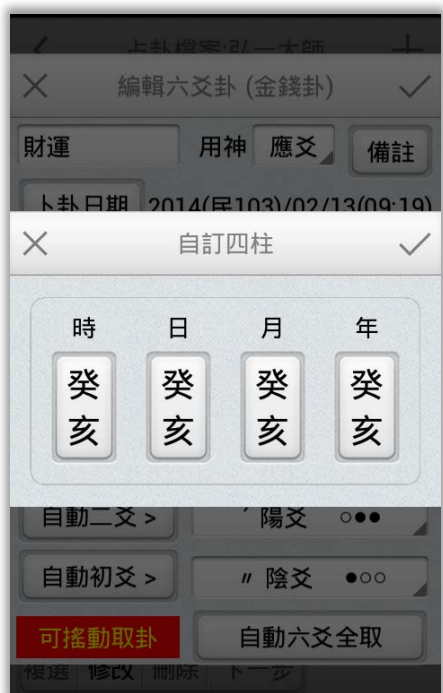 占卦檔案:弘一大師
編輯六爻卦 (金錢卦)
財運 用神 應爻 備註
卜卦日期 2014(民103)/02/13(09:19)
自訂四柱
時 日 月 年
癸 癸 癸 癸
亥 亥 亥 亥
自動二爻 > ′ 陽爻 ○●●
自動初爻 > 〃 陰爻 ●○○
可搖動取卦 自動六爻全取
複選 修改 刪除 下一步